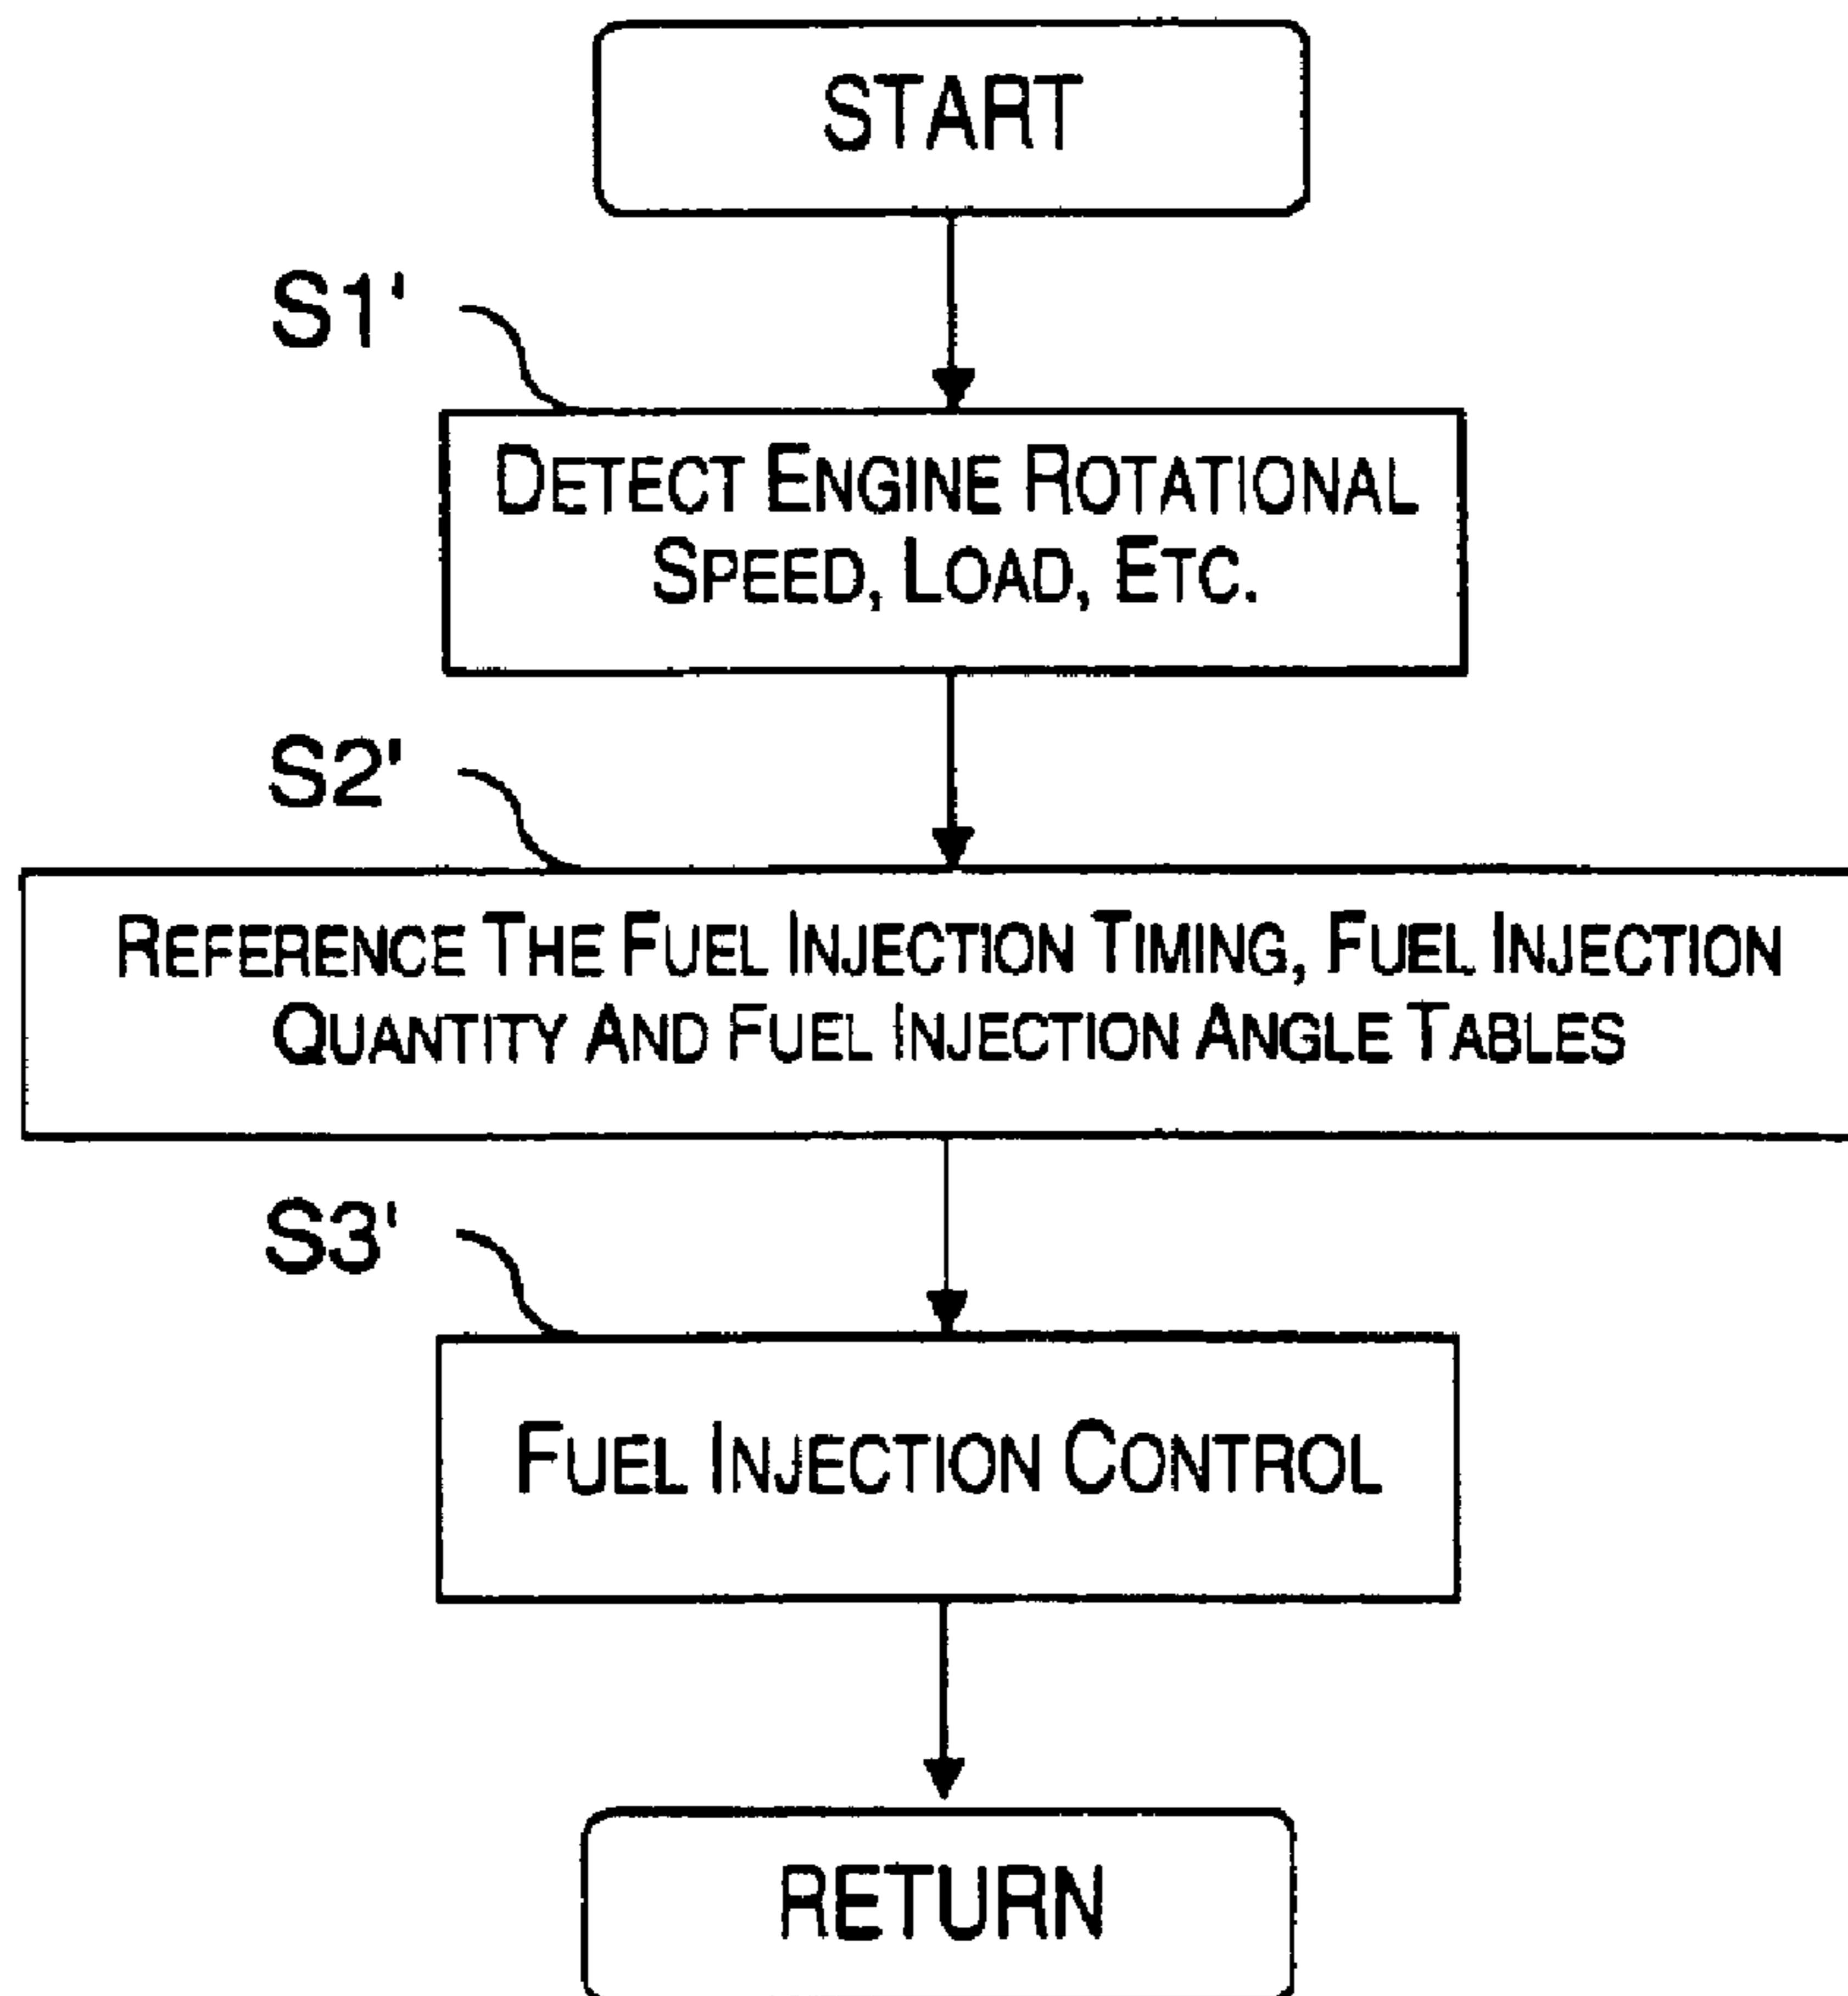 START
S1'
DETECT ENGINE ROTATIONAL
SPEED, LOAD, ETC.
S2'
REFERENCE THE FUEL INJECTION TIMING, FUEL INJECTION
QUANTITY AND FUEL INJECTION ANGLE TABLES
S3'
FUEL INJECTION CONTROL
RETURN